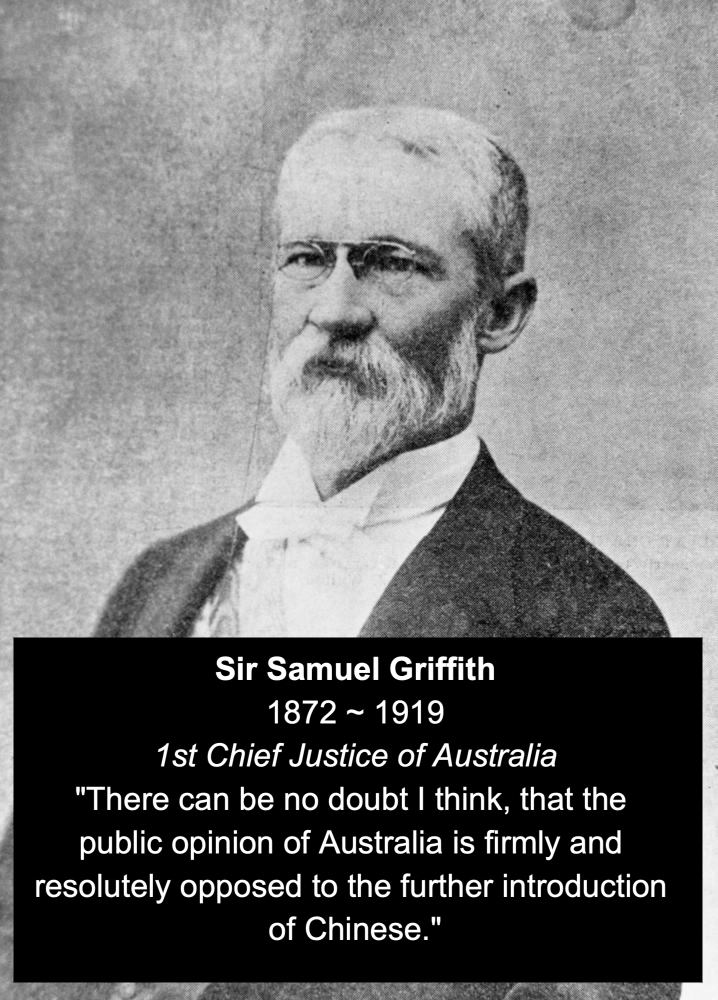 Sir Samuel Griffith
1872 ~ 1919
1st Chief Justice of Australia
"There can be no doubt I think, that the
public opinion of Australia is firmly and
resolutely opposed to the further introduction
of Chinese."